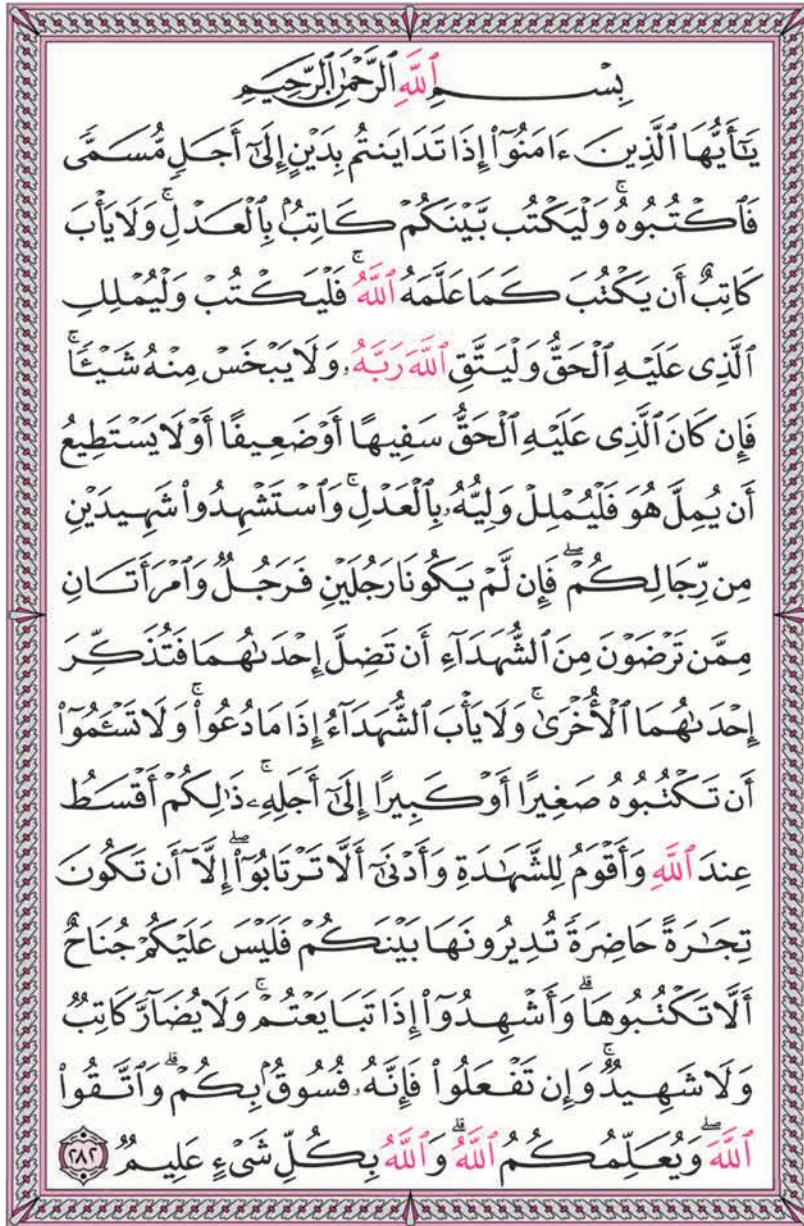 بِسْمِ ٱللَّهِ ٱلرَّحْمَٰنِ ٱلرَّحِيمِ
يَٰٓأَيُّهَا ٱلَّذِينَ ءَامَنُوٓا۟ إِذَا تَدَايَنتُم بِدَيْنٍ إِلَىٰٓ أَجَلٍ مُّسَمًّى
فَٱكْتُبُوهُ ۚ وَلْيَكْتُب بَّيْنَكُمْ كَاتِبٌۢ بِٱلْعَدْلِ ۚ وَلَا يَأْبَ
كَاتِبٌ أَن يَكْتُبَ كَمَا عَلَّمَهُ ٱللَّهُ ۚ فَلْيَكْتُبْ وَلْيُمْلِلِ
ٱلَّذِى عَلَيْهِ ٱلْحَقُّ وَلْيَتَّقِ ٱللَّهَ رَبَّهُۥ وَلَا يَبْخَسْ مِنْهُ شَيْـًٔا ۚ
فَإِن كَانَ ٱلَّذِى عَلَيْهِ ٱلْحَقُّ سَفِيهًا أَوْ ضَعِيفًا أَوْ لَا يَسْتَطِيعُ
أَن يُمِلَّ هُوَ فَلْيُمْلِلْ وَلِيُّهُۥ بِٱلْعَدْلِ ۚ وَٱسْتَشْهِدُوا۟ شَهِيدَيْنِ
مِن رِّجَالِكُمْ ۖ فَإِن لَّمْ يَكُونَا رَجُلَيْنِ فَرَجُلٌ وَٱمْرَأَتَانِ
مِمَّن تَرْضَوْنَ مِنَ ٱلشُّهَدَآءِ أَن تَضِلَّ إِحْدَىٰهُمَا فَتُذَكِّرَ
إِحْدَىٰهُمَا ٱلْأُخْرَىٰ ۚ وَلَا يَأْبَ ٱلشُّهَدَآءُ إِذَا مَا دُعُوا۟ ۚ وَلَا تَسْـَٔمُوٓا۟
أَن تَكْتُبُوهُ صَغِيرًا أَوْ كَبِيرًا إِلَىٰٓ أَجَلِهِۦ ۚ ذَٰلِكُمْ أَقْسَطُ
عِندَ ٱللَّهِ وَأَقْوَمُ لِلشَّهَٰدَةِ وَأَدْنَىٰٓ أَلَّا تَرْتَابُوٓا۟ ۖ إِلَّآ أَن تَكُونَ
تِجَٰرَةً حَاضِرَةً تُدِيرُونَهَا بَيْنَكُمْ فَلَيْسَ عَلَيْكُمْ جُنَاحٌ
أَلَّا تَكْتُبُوهَا ۗ وَأَشْهِدُوٓا۟ إِذَا تَبَايَعْتُمْ ۚ وَلَا يُضَآرَّ كَاتِبٌ
وَلَا شَهِيدٌ ۚ وَإِن تَفْعَلُوا۟ فَإِنَّهُۥ فُسُوقٌۢ بِكُمْ ۗ وَٱتَّقُوا۟
ٱللَّهَ ۖ وَيُعَلِّمُكُمُ ٱللَّهُ ۗ وَٱللَّهُ بِكُلِّ شَىْءٍ عَلِيمٌ ٢٨٢